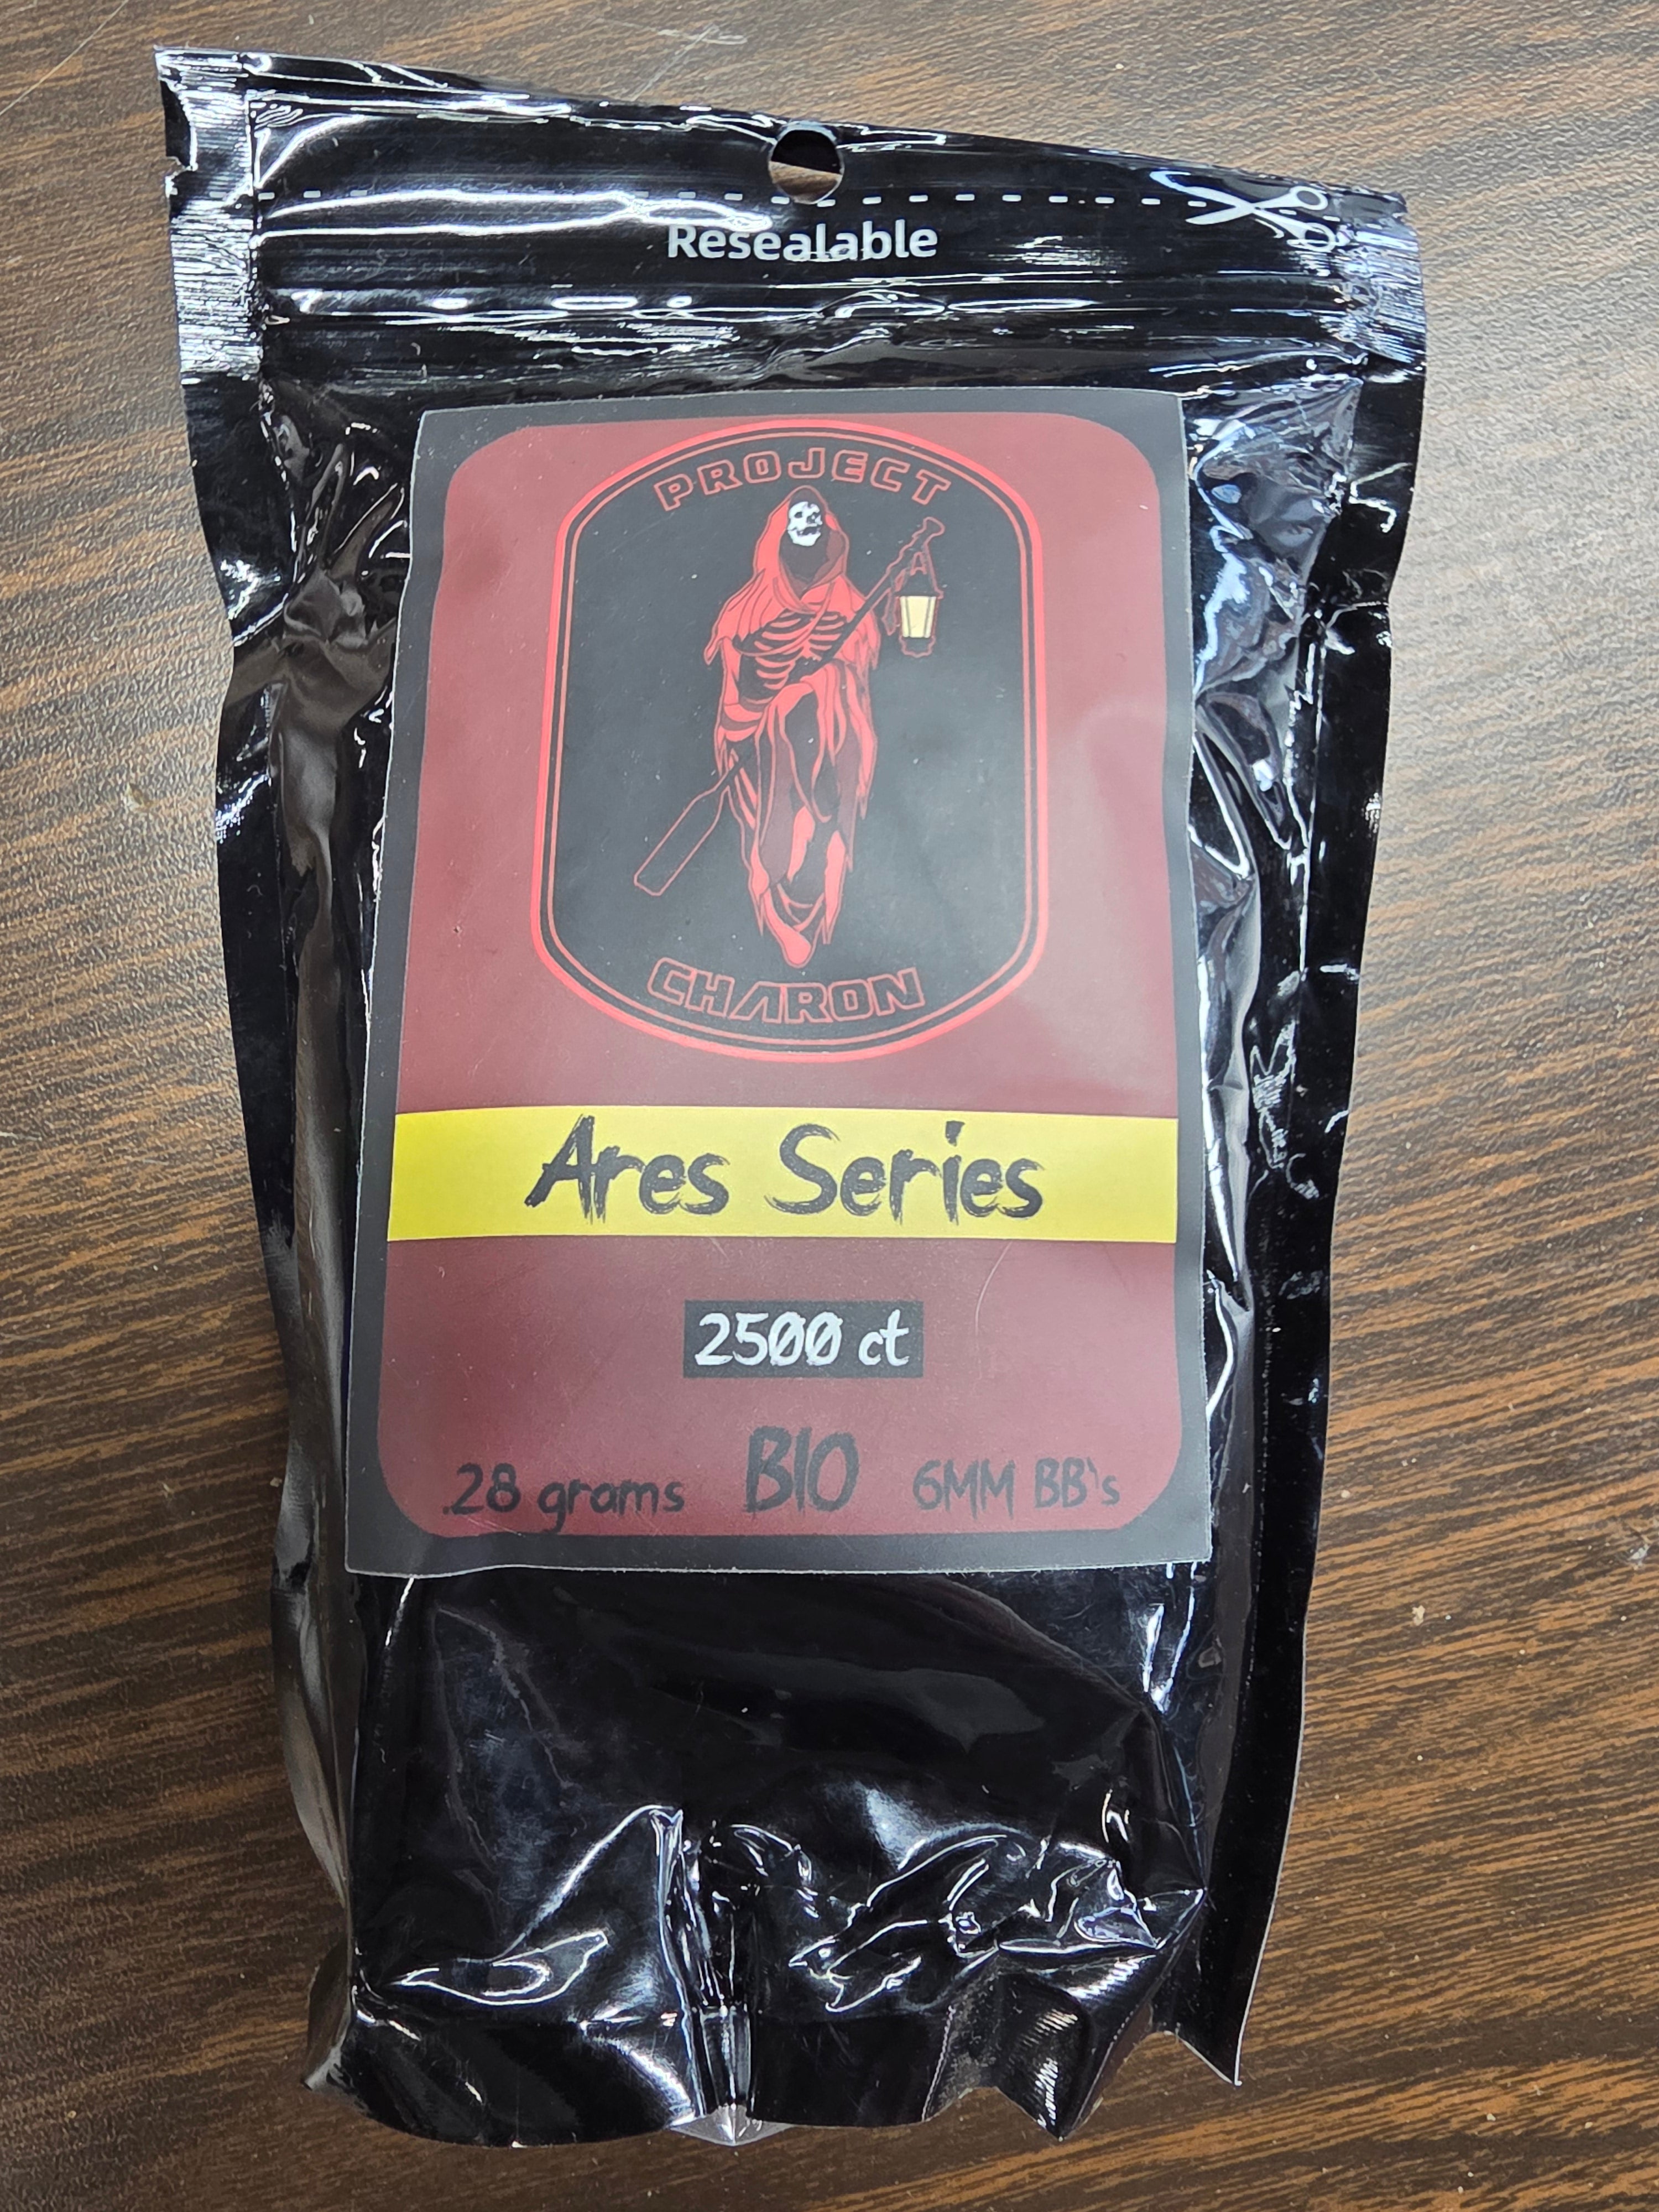 Resealable
PROJECT
CHARON
Ares Series
2500 ct
.28 grams BIO 6MM BB's